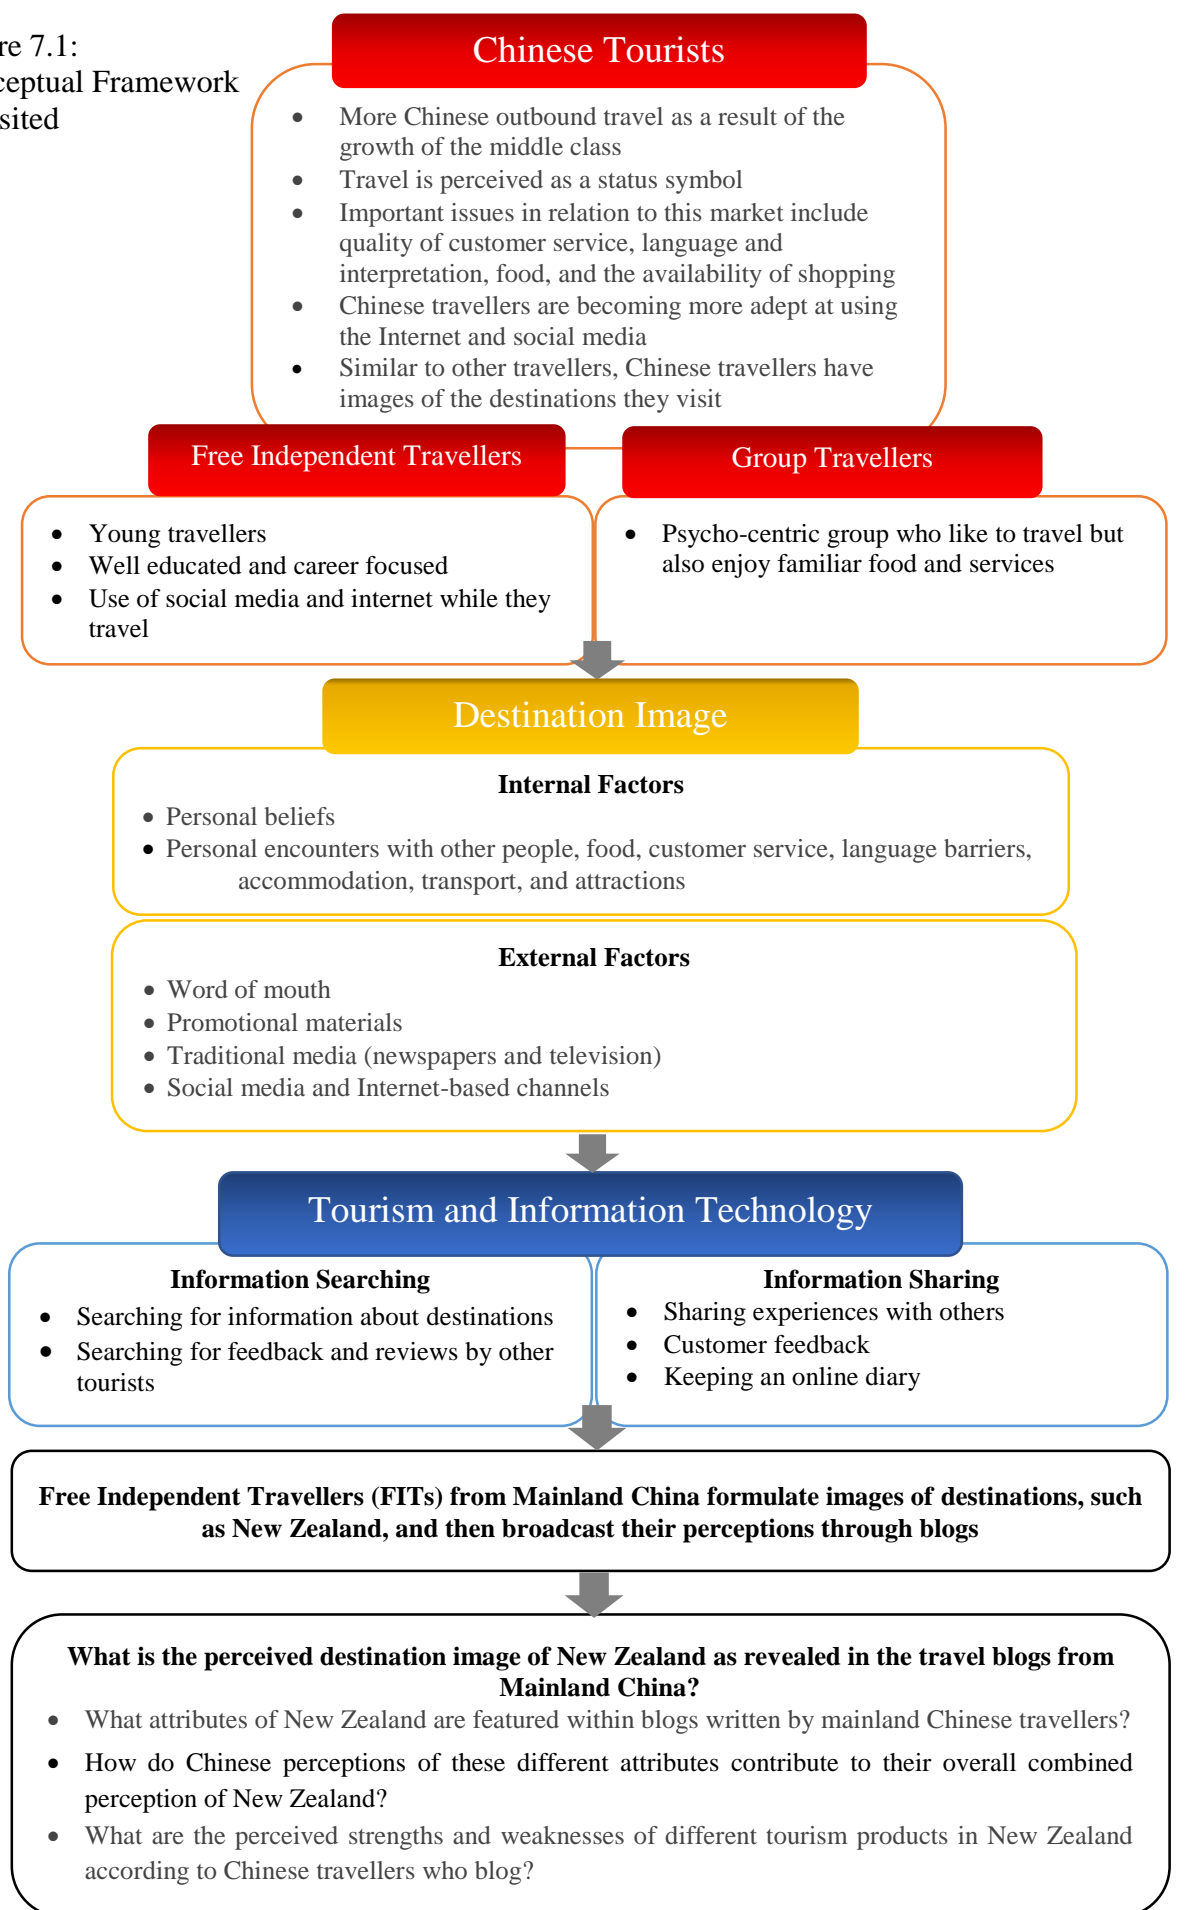 re 7.1:
ceptual Framework
sited
Chinese Tourists
• More Chinese outbound travel as a result of the
growth of the middle class
• Travel is perceived as a status symbol
• Important issues in relation to this market include
quality of customer service, language and
interpretation, food, and the availability of shopping
• Chinese travellers are becoming more adept at using
the Internet and social media
• Similar to other travellers, Chinese travellers have
images of the destinations they visit
Free Independent Travellers
• Young travellers
• Well educated and career focused
• Use of social media and internet while they
travel
Group Travellers
• Psycho-centric group who like to travel but
also enjoy familiar food and services
Destination Image
Internal Factors
• Personal beliefs
• Personal encounters with other people, food, customer service, language barriers,
accommodation, transport, and attractions
External Factors
• Word of mouth
• Promotional materials
• Traditional media (newspapers and television)
• Social media and Internet-based channels
Tourism and Information Technology
Information Searching
• Searching for information about destinations
• Searching for feedback and reviews by other
tourists
Information Sharing
• Sharing experiences with others
• Customer feedback
• Keeping an online diary
Free Independent Travellers (FITs) from Mainland China formulate images of destinations, such
as New Zealand, and then broadcast their perceptions through blogs
What is the perceived destination image of New Zealand as revealed in the travel blogs from
Mainland China?
• What attributes of New Zealand are featured within blogs written by mainland Chinese travellers?
• How do Chinese perceptions of these different attributes contribute to their overall combined
perception of New Zealand?
• What are the perceived strengths and weaknesses of different tourism products in New Zealand
according to Chinese travellers who blog?